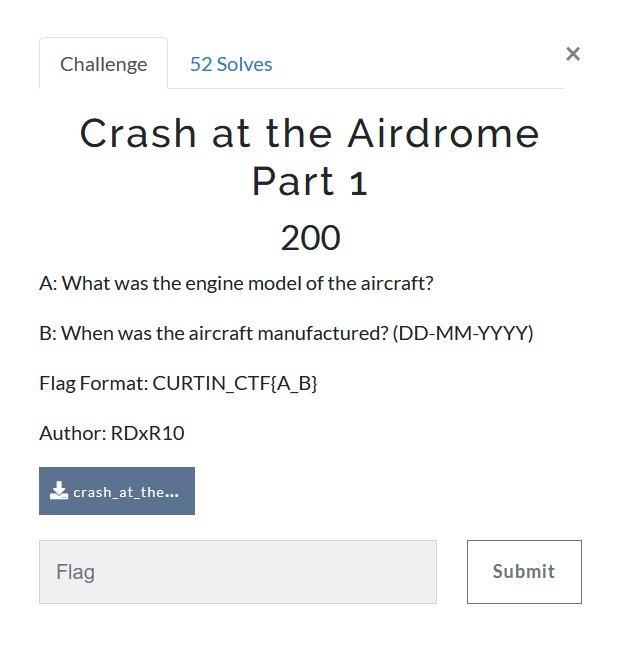 Challenge
52 Solves
×
Crash at the Airdrome
Part 1
200
A: What was the engine model of the aircraft?
B: When was the aircraft manufactured? (DD-MM-YYYY)
Flag Format: CURTIN_CTF{A_B}
Author: RDxR10
crash_at_the...
Flag
Submit